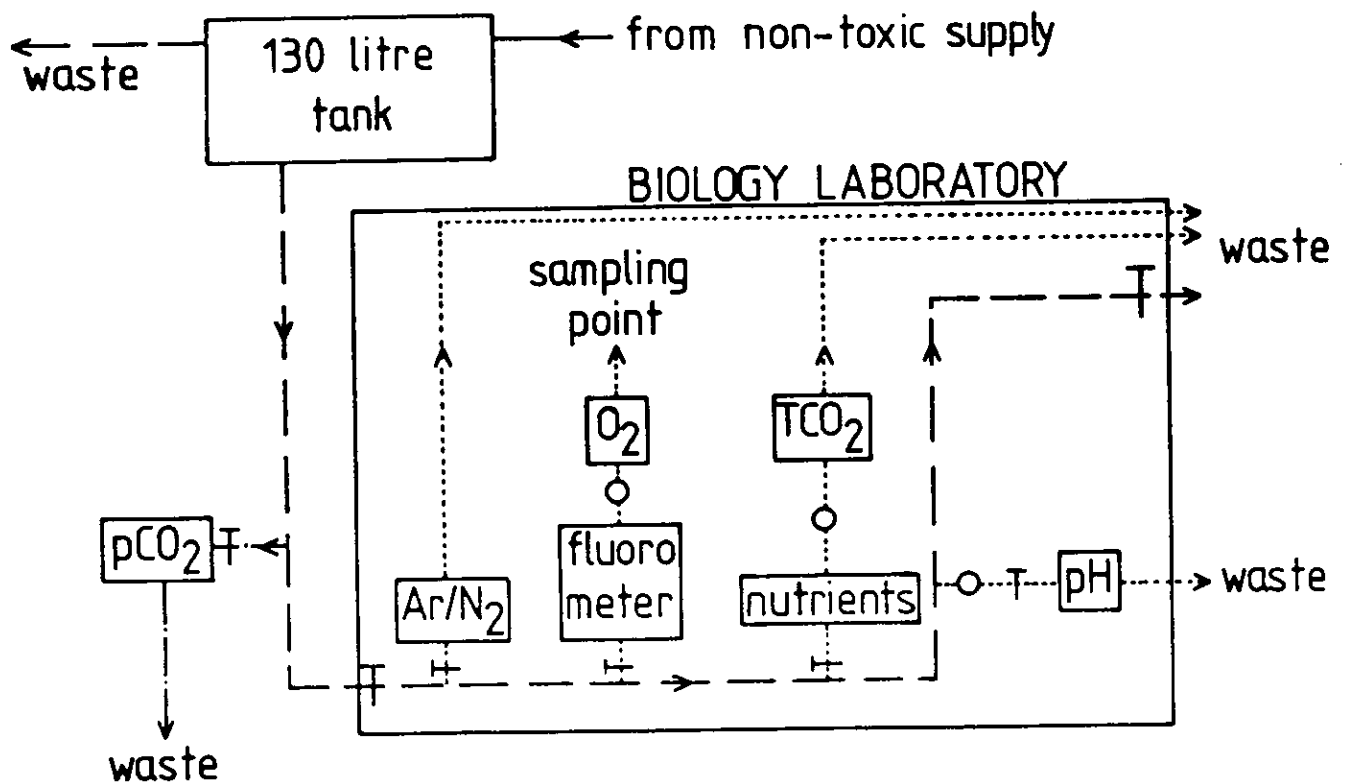 from non-toxic supply
waste
130 litre
tank
BIOLOGY LABORATORY
waste
sampling
point
O₂
TCO₂
pCO₂
fluoro
meter
Ar/N₂
nutrients
pH
waste
waste